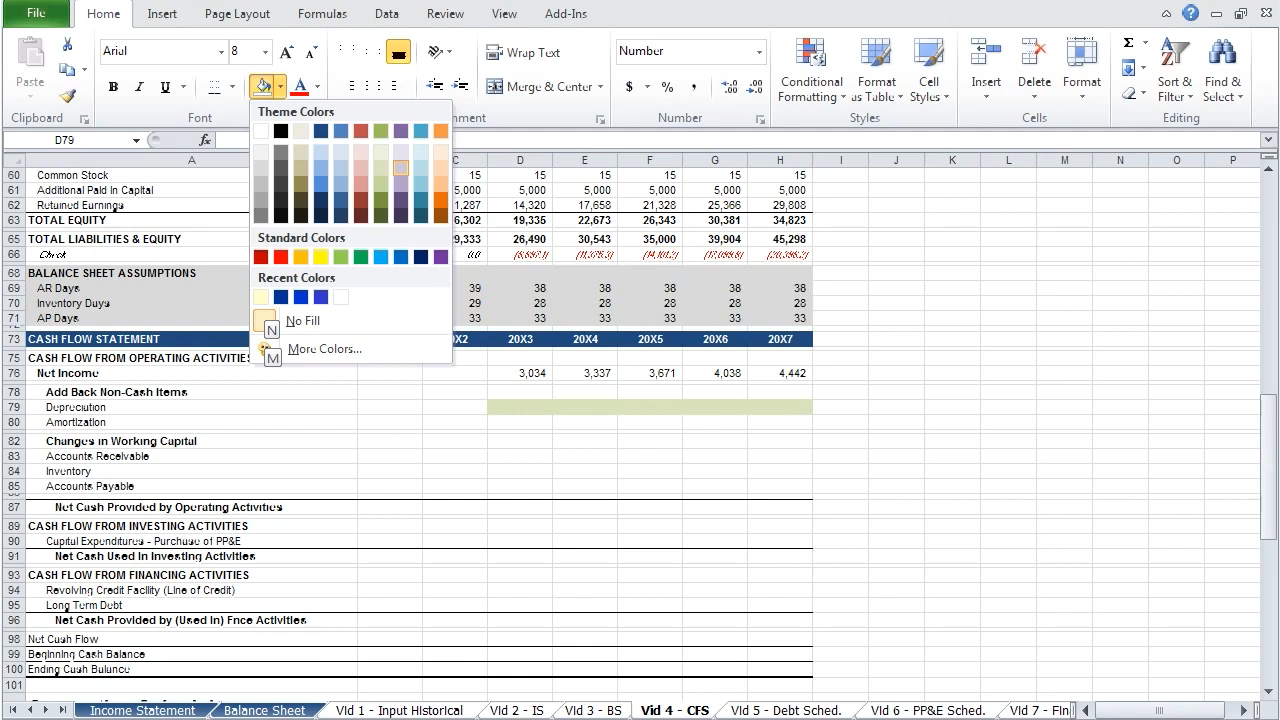 File Home Insert Page Layout Formulas Data Review View Add-Ins
Arial 8 Wrap Text Number
Paste B I U A Merge & Center $ % , Conditional Formatting Format as Table Cell Styles Insert Delete Format Σ Sort & Filter Find & Select
Clipboard Font Number Styles Cells Editing
D79 fx
Theme Colors
Standard Colors
Recent Colors
No Fill
N
More Colors...
M
A C D E F G H I J K L M N O P
60 Common Stock 15 15 15 15 15 15
61 Additional Paid In Capital 5,000 5,000 5,000 5,000 5,000 5,000
62 Retained Earnings 1,287 14,320 17,658 21,328 25,366 29,808
63 TOTAL EQUITY 6,302 19,335 22,673 26,343 30,381 34,823
65 TOTAL LIABILITIES & EQUITY 9,333 26,490 30,543 35,000 39,904 45,298
66 0.0
68 BALANCE SHEET ASSUMPTIONS
69 AR Days 39 38 38 38 38 38
70 Inventory Days 29 28 28 28 28 28
71 AP Days 33 33 33 33 33 33
73 CASH FLOW STATEMENT 0X2 20X3 20X4 20X5 20X6 20X7
75 CASH FLOW FROM OPERATING ACTIVITIES
76 Net Income 3,034 3,337 3,671 4,038 4,442
78 Add Back Non-Cash Items
79 Depreciation
80 Amortization
82 Changes in Working Capital
83 Accounts Receivable
84 Inventory
85 Accounts Payable
87 Net Cash Provided by Operating Activities
89 CASH FLOW FROM INVESTING ACTIVITIES
90 Capital Expenditures - Purchase of PP&E
91 Net Cash Used In Investing Activities
93 CASH FLOW FROM FINANCING ACTIVITIES
94 Revolving Credit Facility (Line of Credit)
95 Long Term Debt
96 Net Cash Provided by (Used In) Fnce Activities
98 Net Cash Flow
99 Beginning Cash Balance
100 Ending Cash Balance
101
Income Statement Balance Sheet Vid 1 - Input Historical Vid 2 - IS Vid 3 - BS Vid 4 - CFS Vid 5 - Debt Sched. Vid 6 - PP&E Sched. Vid 7 - Fin